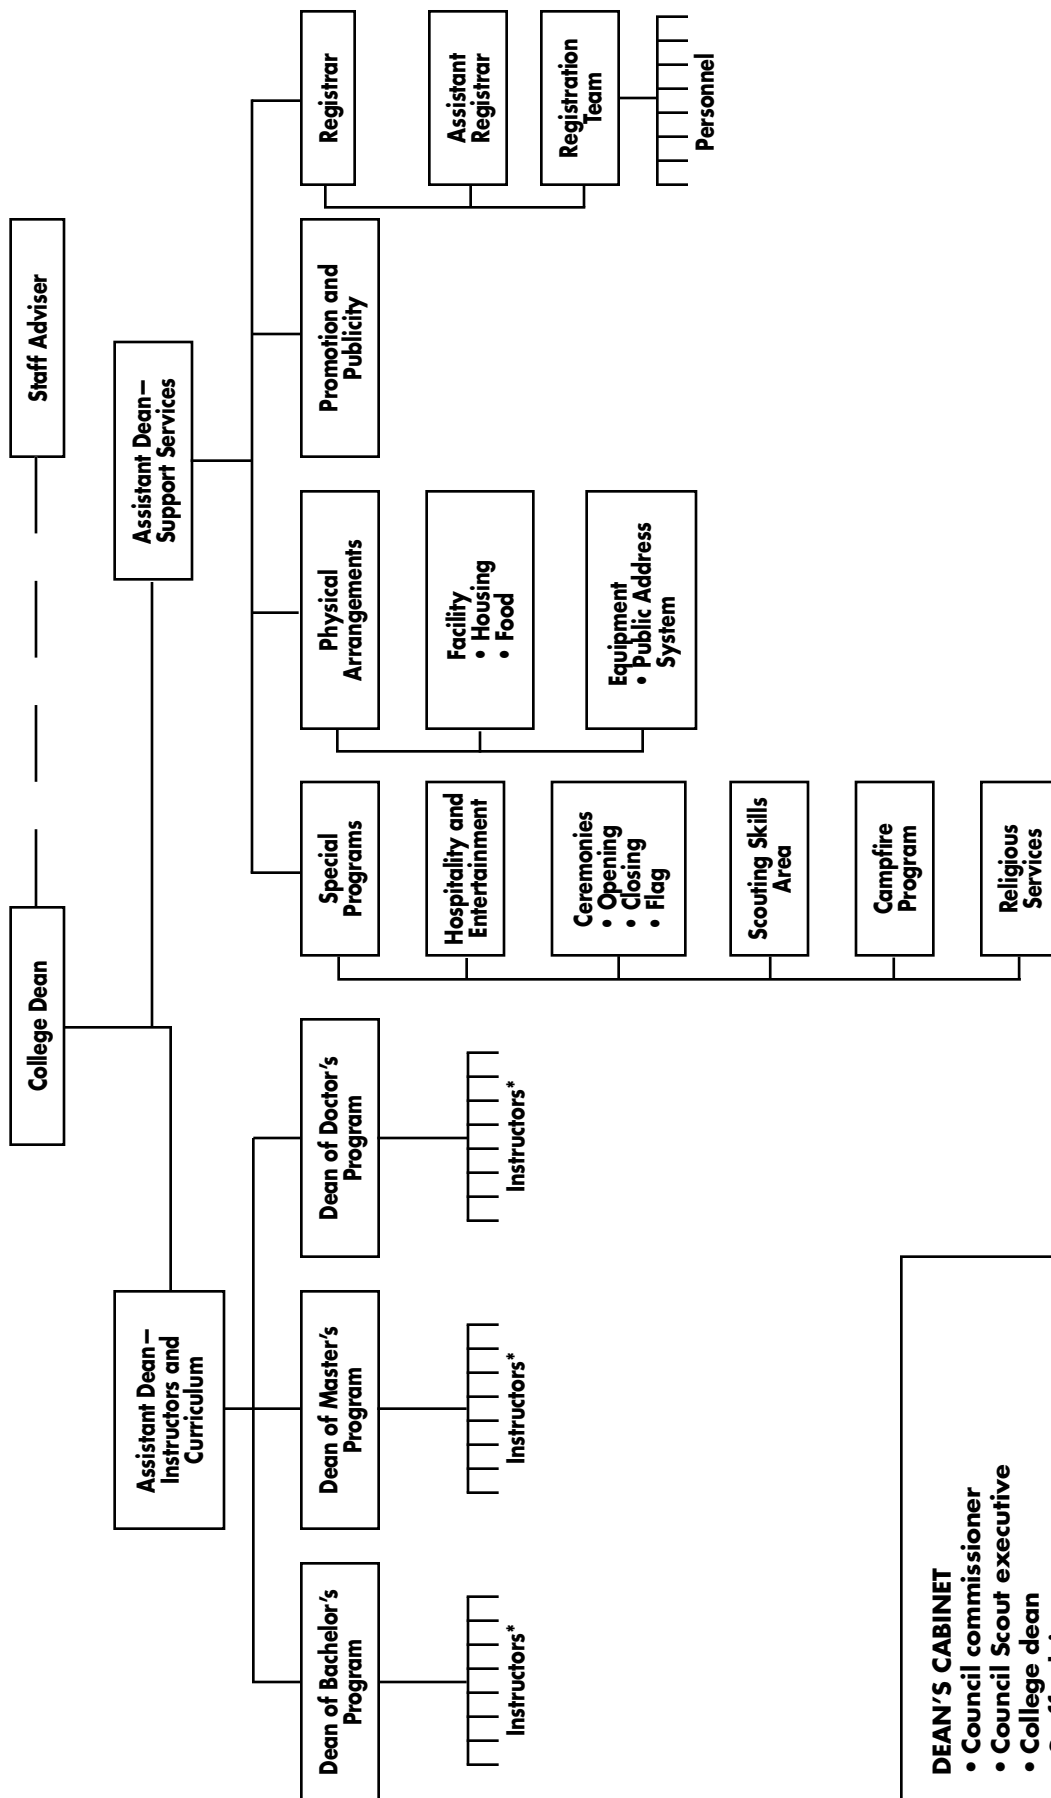 College Dean
Staff Adviser
Assistant Dean—
Instructors and
Curriculum
Assistant Dean—
Support Services
Dean of Bachelor's
Program
Dean of Master's
Program
Dean of Doctor's
Program
Special
Programs
Physical
Arrangements
Promotion and
Publicity
Registrar
Instructors*
Instructors*
Instructors*
Hospitality and
Entertainment
Ceremonies
• Opening
• Closing
• Flag
Scouting Skills
Area
Campfire
Program
Religious
Services
Facility
• Housing
• Food
Equipment
• Public Address
System
Assistant
Registrar
Registration
Team
Personnel
DEAN'S CABINET
• Council commissioner
• Council Scout executive
• College dean